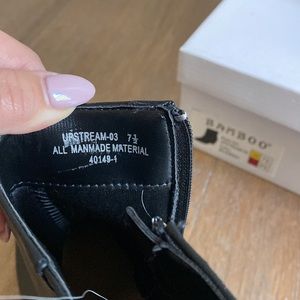 UPSTREAM-03 7½
ALL MANMADE MATERIAL
40149-1
BAMBOO